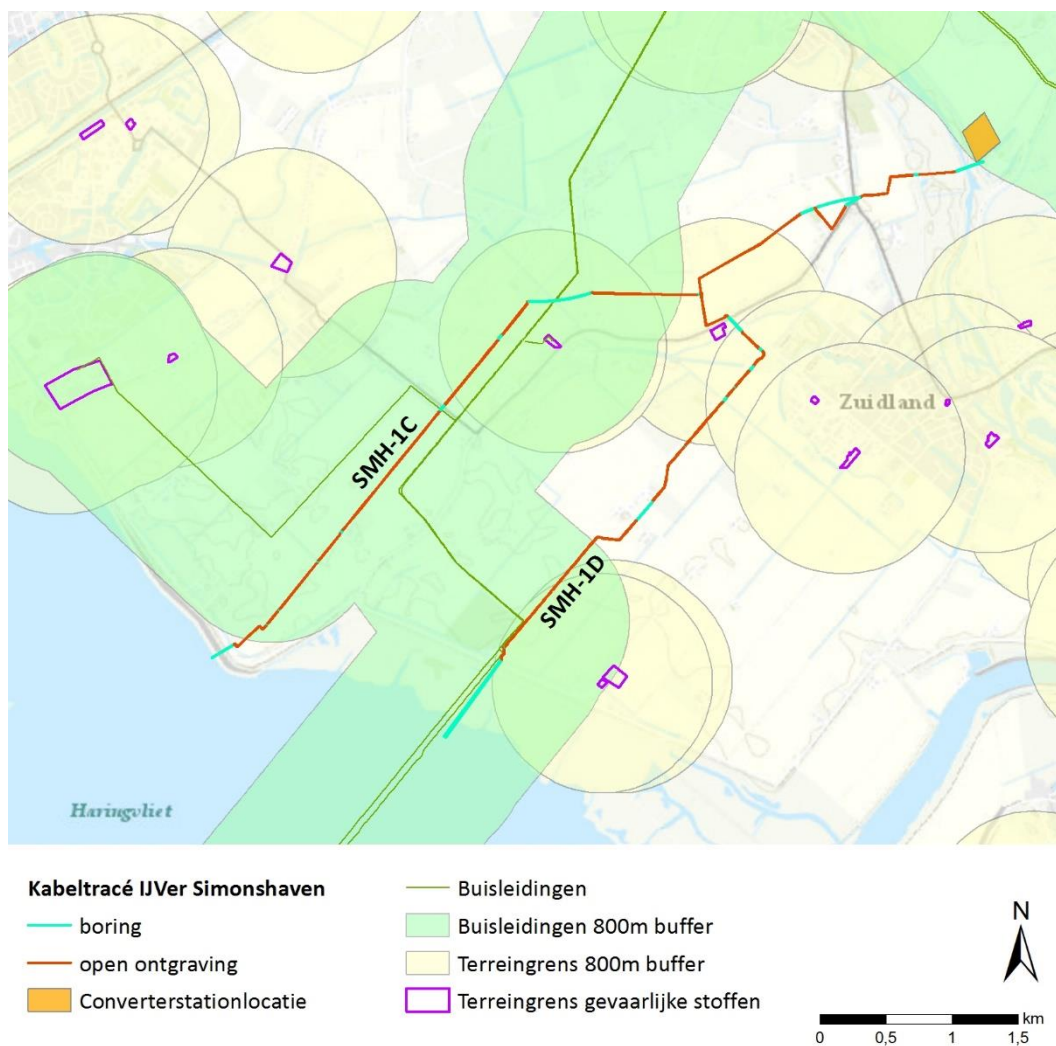 SMH-1C
Zuidland
SMH-1D
Haringvliet
Kabeltracé IJVer Simonshaven
boring
open ontgraving
Converterstationlocatie
Buisleidingen
Buisleidingen 800m buffer
Terreingrens 800m buffer
Terreingrens gevaarlijke stoffen
N
km
0 0,5 1 1,5